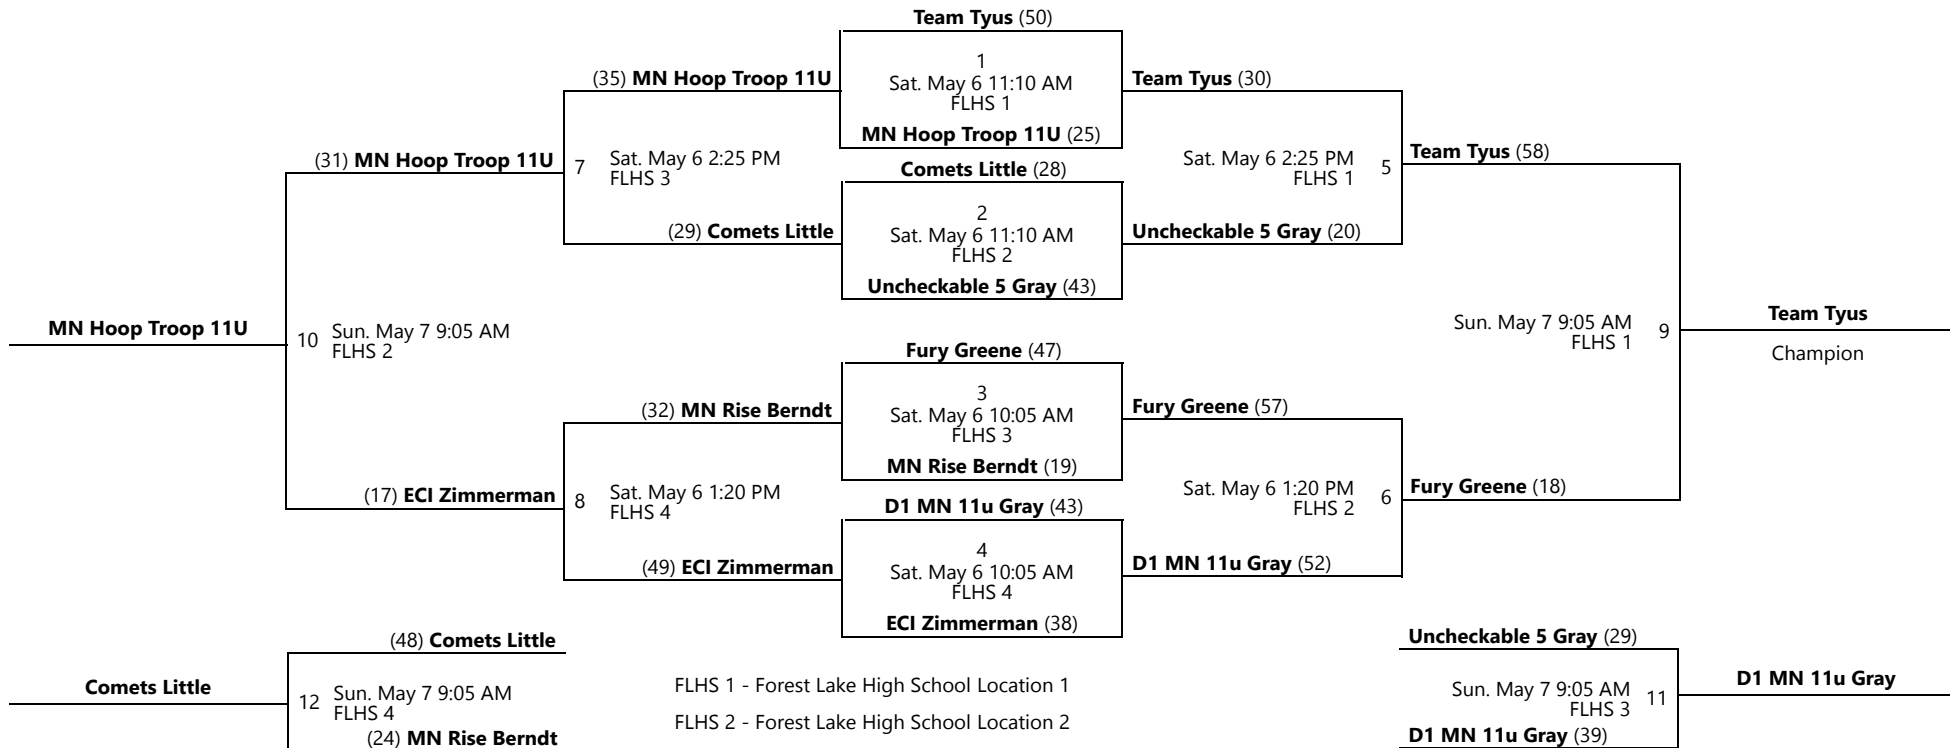 Team Tyus (50)
1
Sat. May 6 11:10 AM
FLHS 1
MN Hoop Troop 11U (25)
(35) MN Hoop Troop 11U
Team Tyus (30)
(31) MN Hoop Troop 11U
7
Sat. May 6 2:25 PM
FLHS 3
Comets Little (28)
2
Sat. May 6 11:10 AM
FLHS 2
Uncheckable 5 Gray (43)
Sat. May 6 2:25 PM
FLHS 1
5
Team Tyus (58)
(29) Comets Little
Uncheckable 5 Gray (20)
MN Hoop Troop 11U
10
Sun. May 7 9:05 AM
FLHS 2
Sun. May 7 9:05 AM
FLHS 1
9
Team Tyus
Champion
Fury Greene (47)
3
Sat. May 6 10:05 AM
FLHS 3
MN Rise Berndt (19)
(32) MN Rise Berndt
Fury Greene (57)
(17) ECI Zimmerman
8
Sat. May 6 1:20 PM
FLHS 4
D1 MN 11u Gray (43)
4
Sat. May 6 10:05 AM
FLHS 4
ECI Zimmerman (38)
Sat. May 6 1:20 PM
FLHS 2
6
Fury Greene (18)
(49) ECI Zimmerman
D1 MN 11u Gray (52)
(48) Comets Little
Comets Little
12
Sun. May 7 9:05 AM
FLHS 4
(24) MN Rise Berndt
FLHS 1 - Forest Lake High School Location 1
FLHS 2 - Forest Lake High School Location 2
Uncheckable 5 Gray (29)
Sun. May 7 9:05 AM
FLHS 3
11
D1 MN 11u Gray
D1 MN 11u Gray (39)